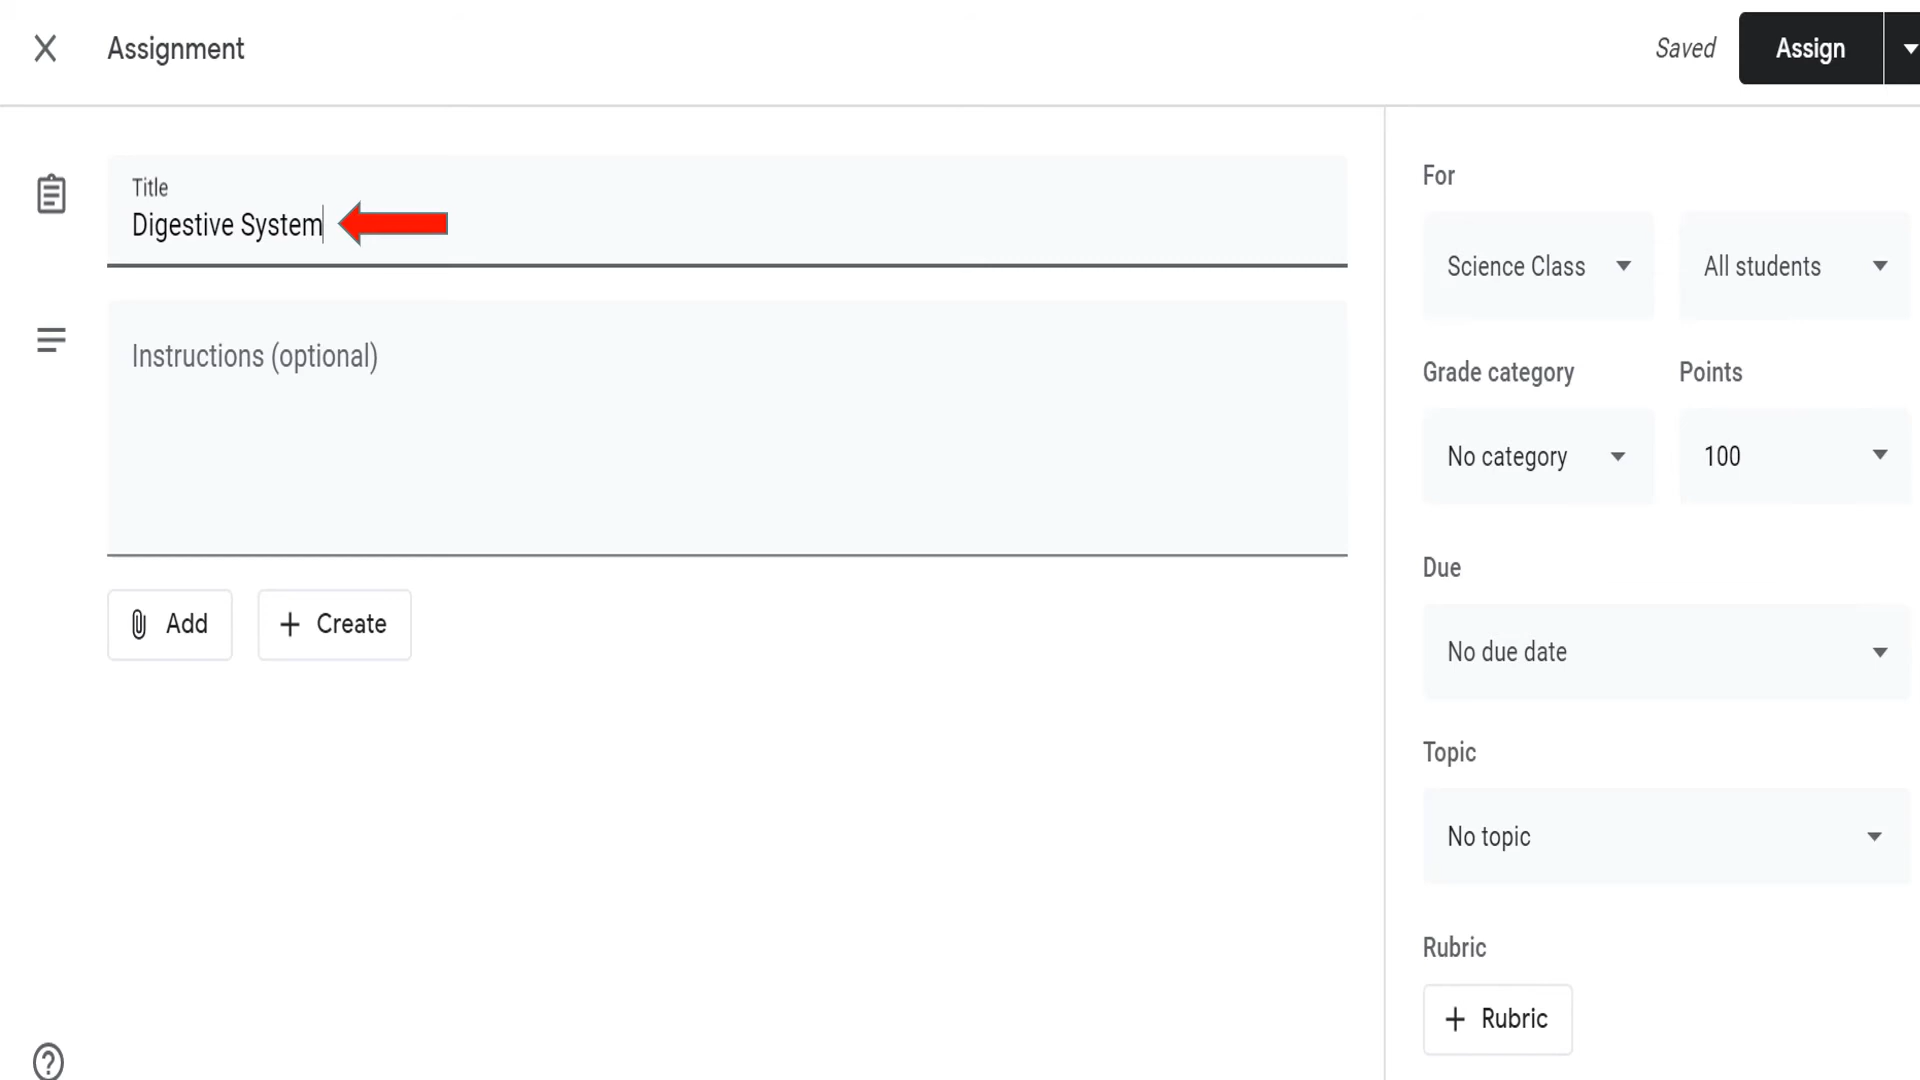 Assignment
Saved
Assign
Title
Digestive System
Instructions (optional)
Add
Create
For
Science Class
All students
Grade category
Points
No category
100
Due
No due date
Topic
No topic
Rubric
Rubric